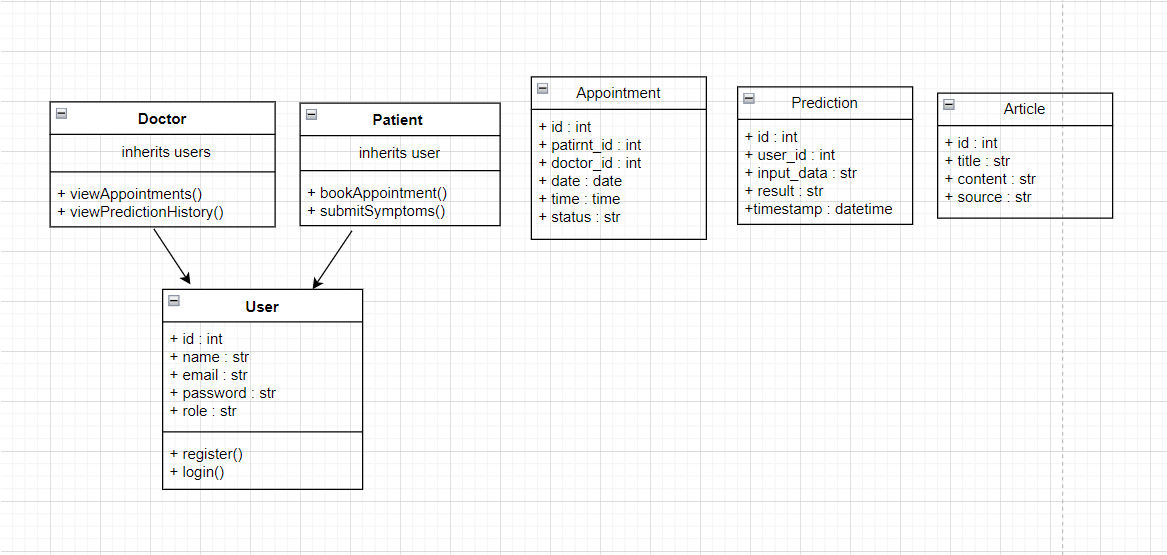 Doctor
inherits users
+ viewAppointments()
+ viewPredictionHistory()
Patient
inherits user
+ bookAppointment()
+ submitSymptoms()
Appointment
+ id : int
+ patirnt_id : int
+ doctor_id : int
+ date : date
+ time : time
+ status : str
Prediction
+ id : int
+ user_id : int
+ input_data : str
+ result : str
+timestamp : datetime
Article
+ id : int
+ title : str
+ content : str
+ source : str
User
+ id : int
+ name : str
+ email : str
+ password : str
+ role : str
+ register()
+ login()